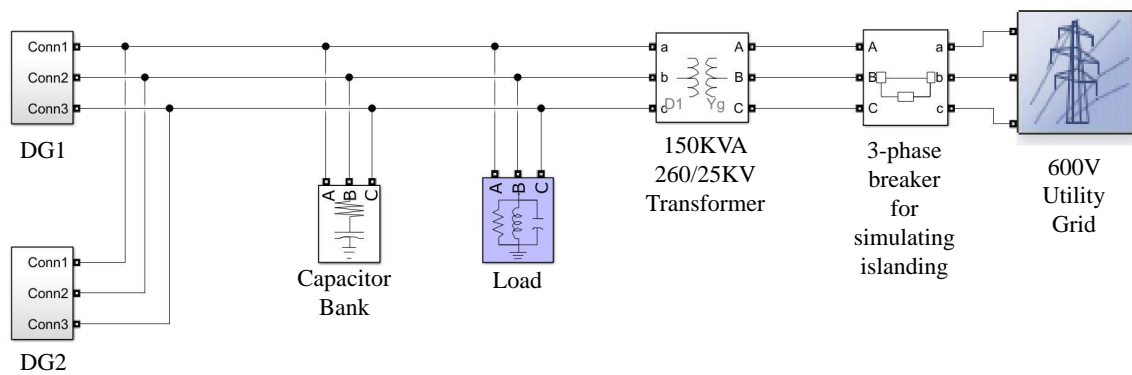 Conn1
Conn2
Conn3
DG1
Conn1
Conn2
Conn3
DG2
A B C
Capacitor
Bank
A B C
Load
a A
b B
c C
D1 Yg
150KVA
260/25KV
Transformer
A a
B b
C c
3-phase
breaker
for
simulating
islanding
600V
Utility
Grid